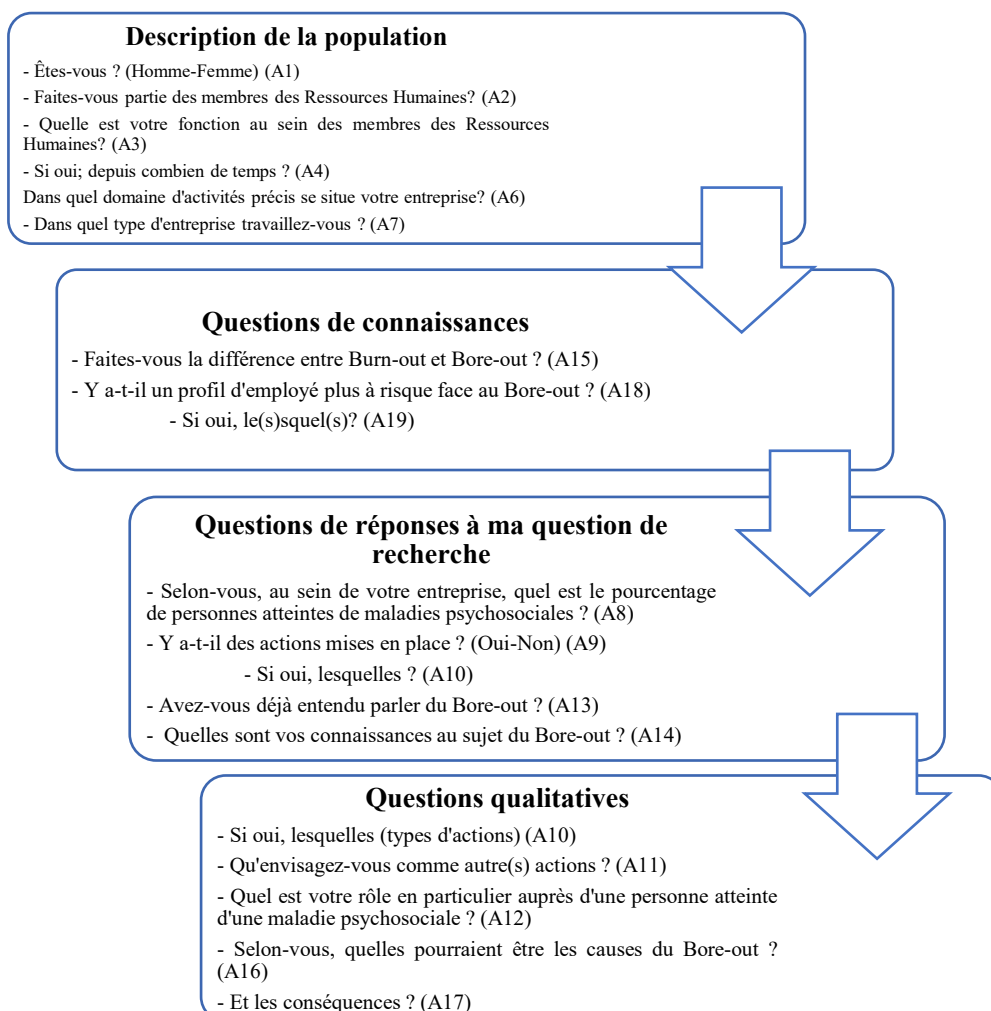 Description de la population
- Êtes-vous ? (Homme-Femme) (A1)
- Faites-vous partie des membres des Ressources Humaines? (A2)
- Quelle est votre fonction au sein des membres des Ressources
Humaines? (A3)
- Si oui; depuis combien de temps ? (A4)
Dans quel domaine d'activités précis se situe votre entreprise? (A6)
- Dans quel type d'entreprise travaillez-vous ? (A7)
Questions de connaissances
- Faites-vous la différence entre Burn-out et Bore-out ? (A15)
- Y a-t-il un profil d'employé plus à risque face au Bore-out ? (A18)
- Si oui, le(s)squel(s)? (A19)
Questions de réponses à ma question de
recherche
- Selon-vous, au sein de votre entreprise, quel est le pourcentage
de personnes atteintes de maladies psychosociales ? (A8)
- Y a-t-il des actions mises en place ? (Oui-Non) (A9)
- Si oui, lesquelles ? (A10)
- Avez-vous déjà entendu parler du Bore-out ? (A13)
- Quelles sont vos connaissances au sujet du Bore-out ? (A14)
Questions qualitatives
- Si oui, lesquelles (types d'actions) (A10)
- Qu'envisagez-vous comme autre(s) actions ? (A11)
- Quel est votre rôle en particulier auprès d'une personne atteinte
d'une maladie psychosociale ? (A12)
- Selon-vous, quelles pourraient être les causes du Bore-out ?
(A16)
- Et les conséquences ? (A17)